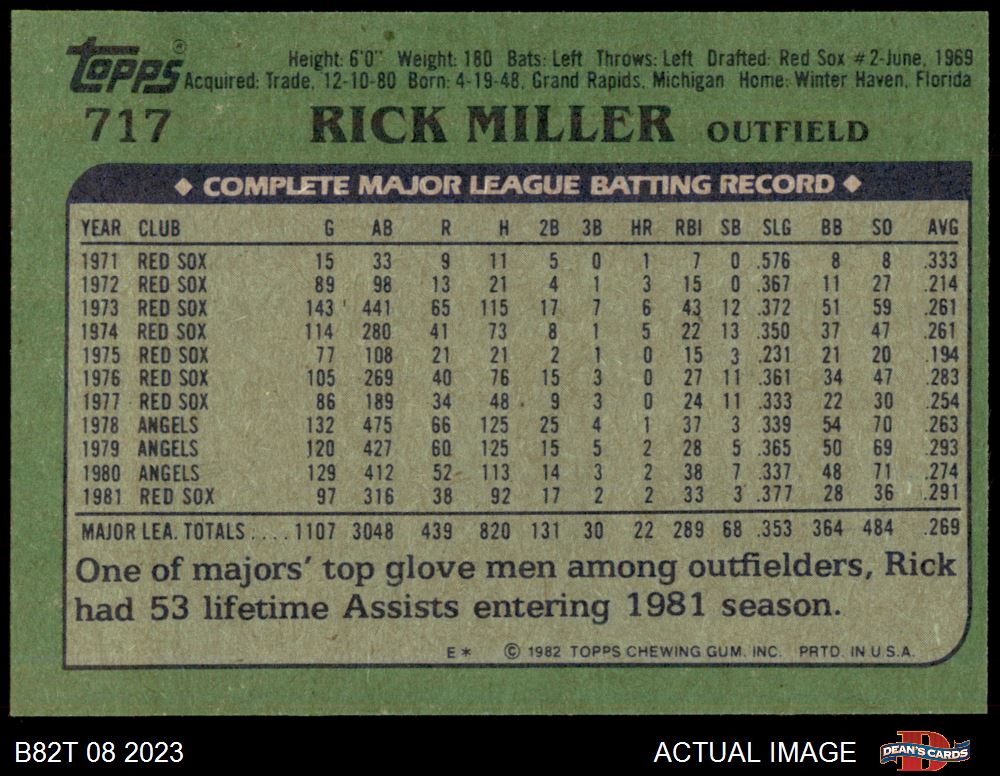 Topps®
Height: 6'0" Weight: 180 Bats: Left Throws: Left Drafted: Red Sox #2-June, 1969
Acquired: Trade, 12-10-80 Born: 4-19-48, Grand Rapids, Michigan Home: Winter Haven, Florida
717 RICK MILLER OUTFIELD
◆ COMPLETE MAJOR LEAGUE BATTING RECORD ◆
YEAR CLUB G AB R H 2B 3B HR RBI SB SLG BB SO AVG
1971 RED SOX 15 33 9 11 5 0 1 7 0 .576 8 8 .333
1972 RED SOX 89 98 13 21 4 1 3 15 0 .367 11 27 .214
1973 RED SOX 143 441 65 115 17 7 6 43 12 .372 51 59 .261
1974 RED SOX 114 280 41 73 8 1 5 22 13 .350 37 47 .261
1975 RED SOX 77 108 21 21 2 1 0 15 3 .231 21 20 .194
1976 RED SOX 105 269 40 76 15 3 0 27 11 .361 34 47 .283
1977 RED SOX 86 189 34 48 9 3 0 24 11 .333 22 30 .254
1978 ANGELS 132 475 66 125 25 4 1 37 3 .339 54 70 .263
1979 ANGELS 120 427 60 125 15 5 2 28 5 .365 50 69 .293
1980 ANGELS 129 412 52 113 14 3 2 38 7 .337 48 71 .274
1981 RED SOX 97 316 38 92 17 2 2 33 3 .377 28 36 .291
MAJOR LEA. TOTALS .... 1107 3048 439 820 131 30 22 289 68 .353 364 484 .269
One of majors' top glove men among outfielders, Rick
had 53 lifetime Assists entering 1981 season.
E* © 1982 TOPPS CHEWING GUM, INC. PRTD. IN U.S.A.
B82T 08 2023 ACTUAL IMAGE DEAN'S CARDS